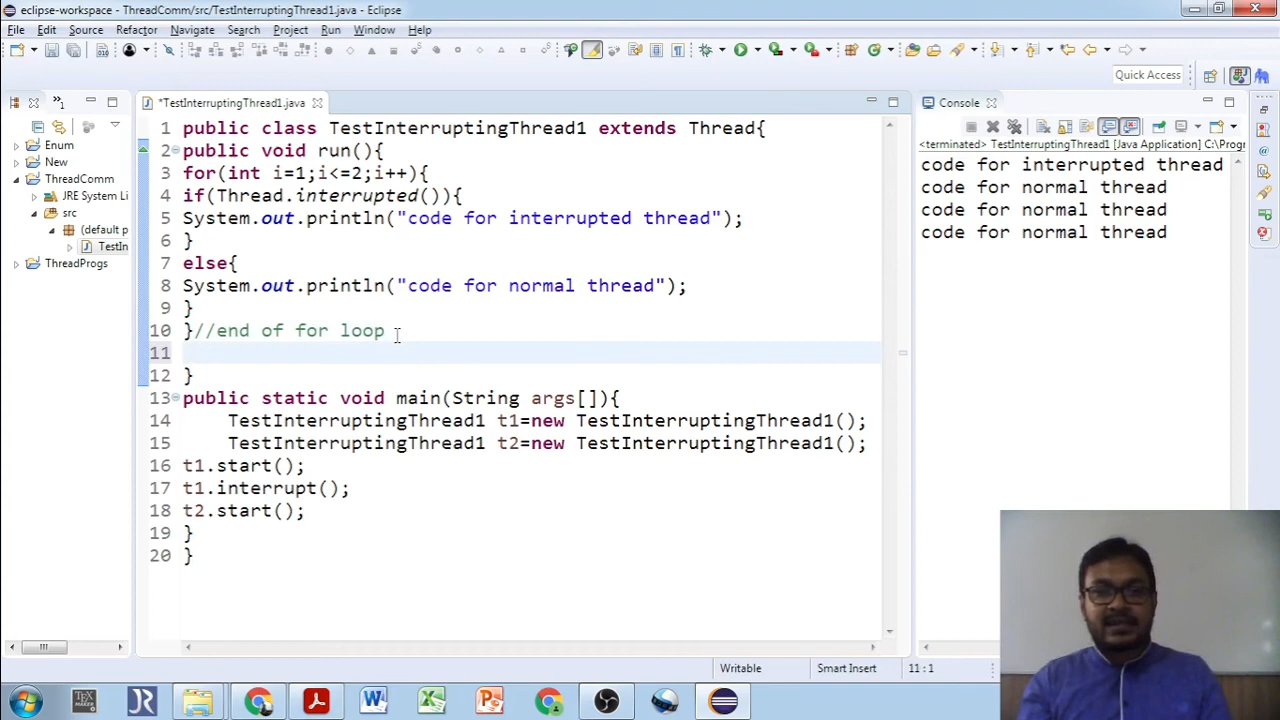 eclipse-workspace - ThreadComm/src/TestInterruptingThread1.java - Eclipse
File Edit Source Refactor Navigate Search Project Run Window Help
Quick Access
*TestInterruptingThread1.java
Console
Enum
New
ThreadComm
JRE System Li
src
(default p
TestIn
ThreadProgs
1 public class TestInterruptingThread1 extends Thread{
2 public void run(){
3 for(int i=1;i<=2;i++){
4 if(Thread.interrupted()){
5 System.out.println("code for interrupted thread");
6 }
7 else{
8 System.out.println("code for normal thread");
9 }
10 }//end of for loop
11
12 }
13 public static void main(String args[]){
14 TestInterruptingThread1 t1=new TestInterruptingThread1();
15 TestInterruptingThread1 t2=new TestInterruptingThread1();
16 t1.start();
17 t1.interrupt();
18 t2.start();
19 }
20 }
<terminated> TestInterruptingThread1 [Java Application] C:\Progr
code for interrupted thread
code for normal thread
code for normal thread
code for normal thread
Writable Smart Insert 11 : 1